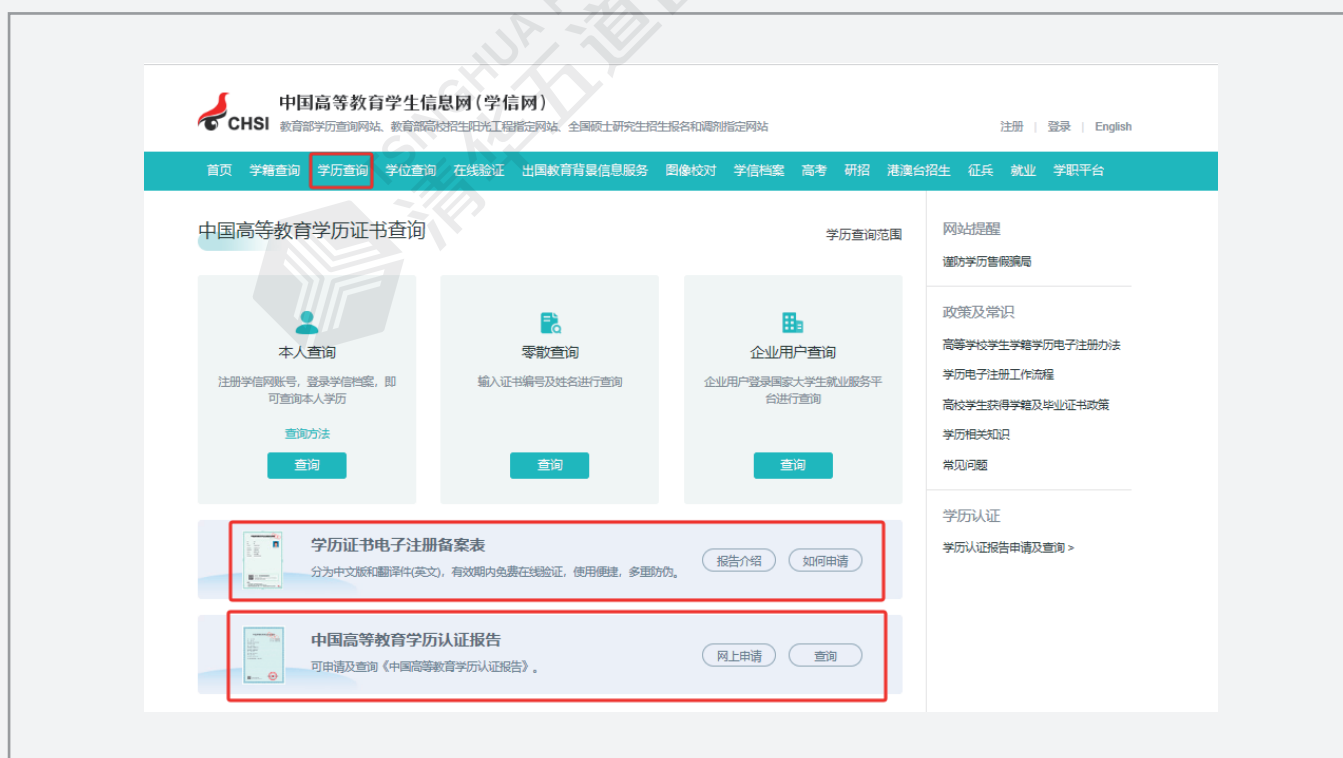 TSINGHUA
清华五道
中国高等教育学生信息网(学信网)
CHSI 教育部学历查询网站、教育部高校招生阳光工程指定网站、全国硕士研究生招生报名和调剂指定网站
注册 | 登录 | English
首页 学籍查询 学历查询 学位查询 在线验证 出国教育背景信息服务 图像校对 学信档案 高考 研招 港澳台招生 征兵 就业 学职平台
中国高等教育学历证书查询
学历查询范围
本人查询
注册学信网账号，登录学信档案，即
可查询本人学历
查询方法
查询
零散查询
输入证书编号及姓名进行查询
查询
企业用户查询
企业用户登录国家大学生就业服务平
台进行查询
查询
学历证书电子注册备案表
分为中文版和翻译件(英文)，有效期内免费在线验证，使用便捷，多重防伪。
报告介绍 如何申请
中国高等教育学历认证报告
可申请及查询《中国高等教育学历认证报告》。
网上申请 查询
网站提醒
谨防学历售假骗局
政策及常识
高等学校学生学籍学历电子注册办法
学历电子注册工作流程
高校学生获得学籍及毕业证书政策
学历相关知识
常见问题
学历认证
学历认证报告申请及查询 >